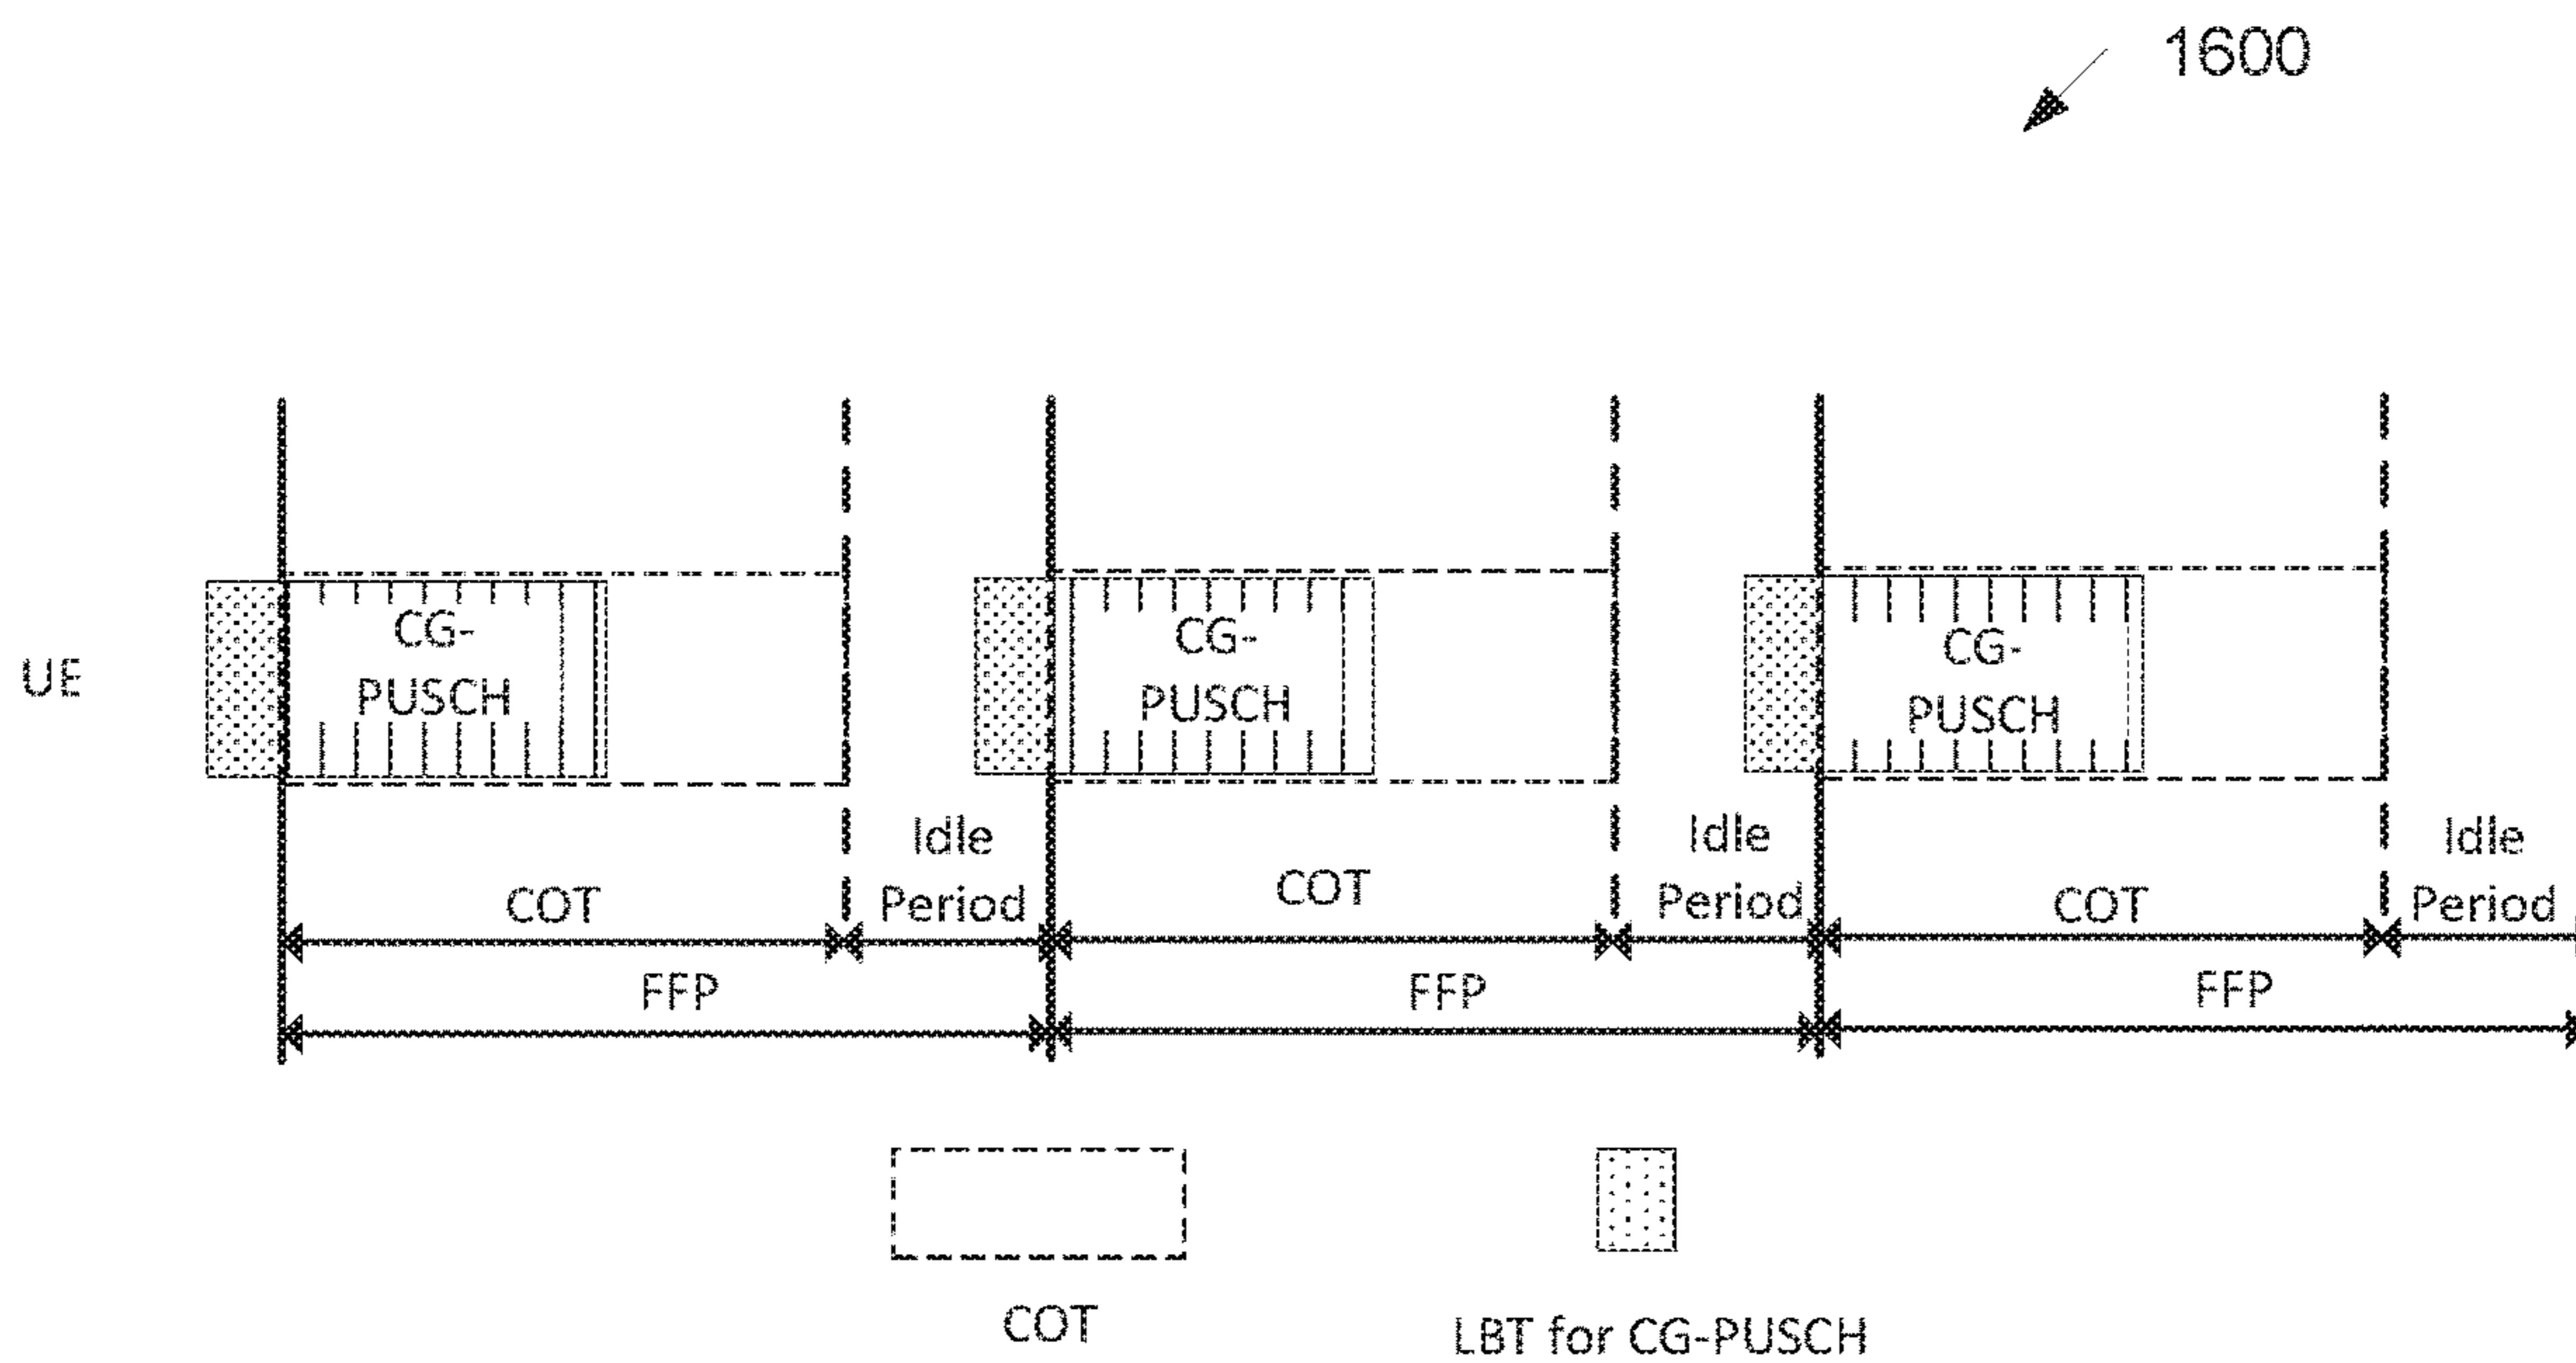 1600
UE
CG-
PUSCH
CG-
PUSCH
CG-
PUSCH
COT
Idle
Period
COT
Idle
Period
COT
Idle
Period
FFP
FFP
FFP
COT
LBT for CG-PUSCH